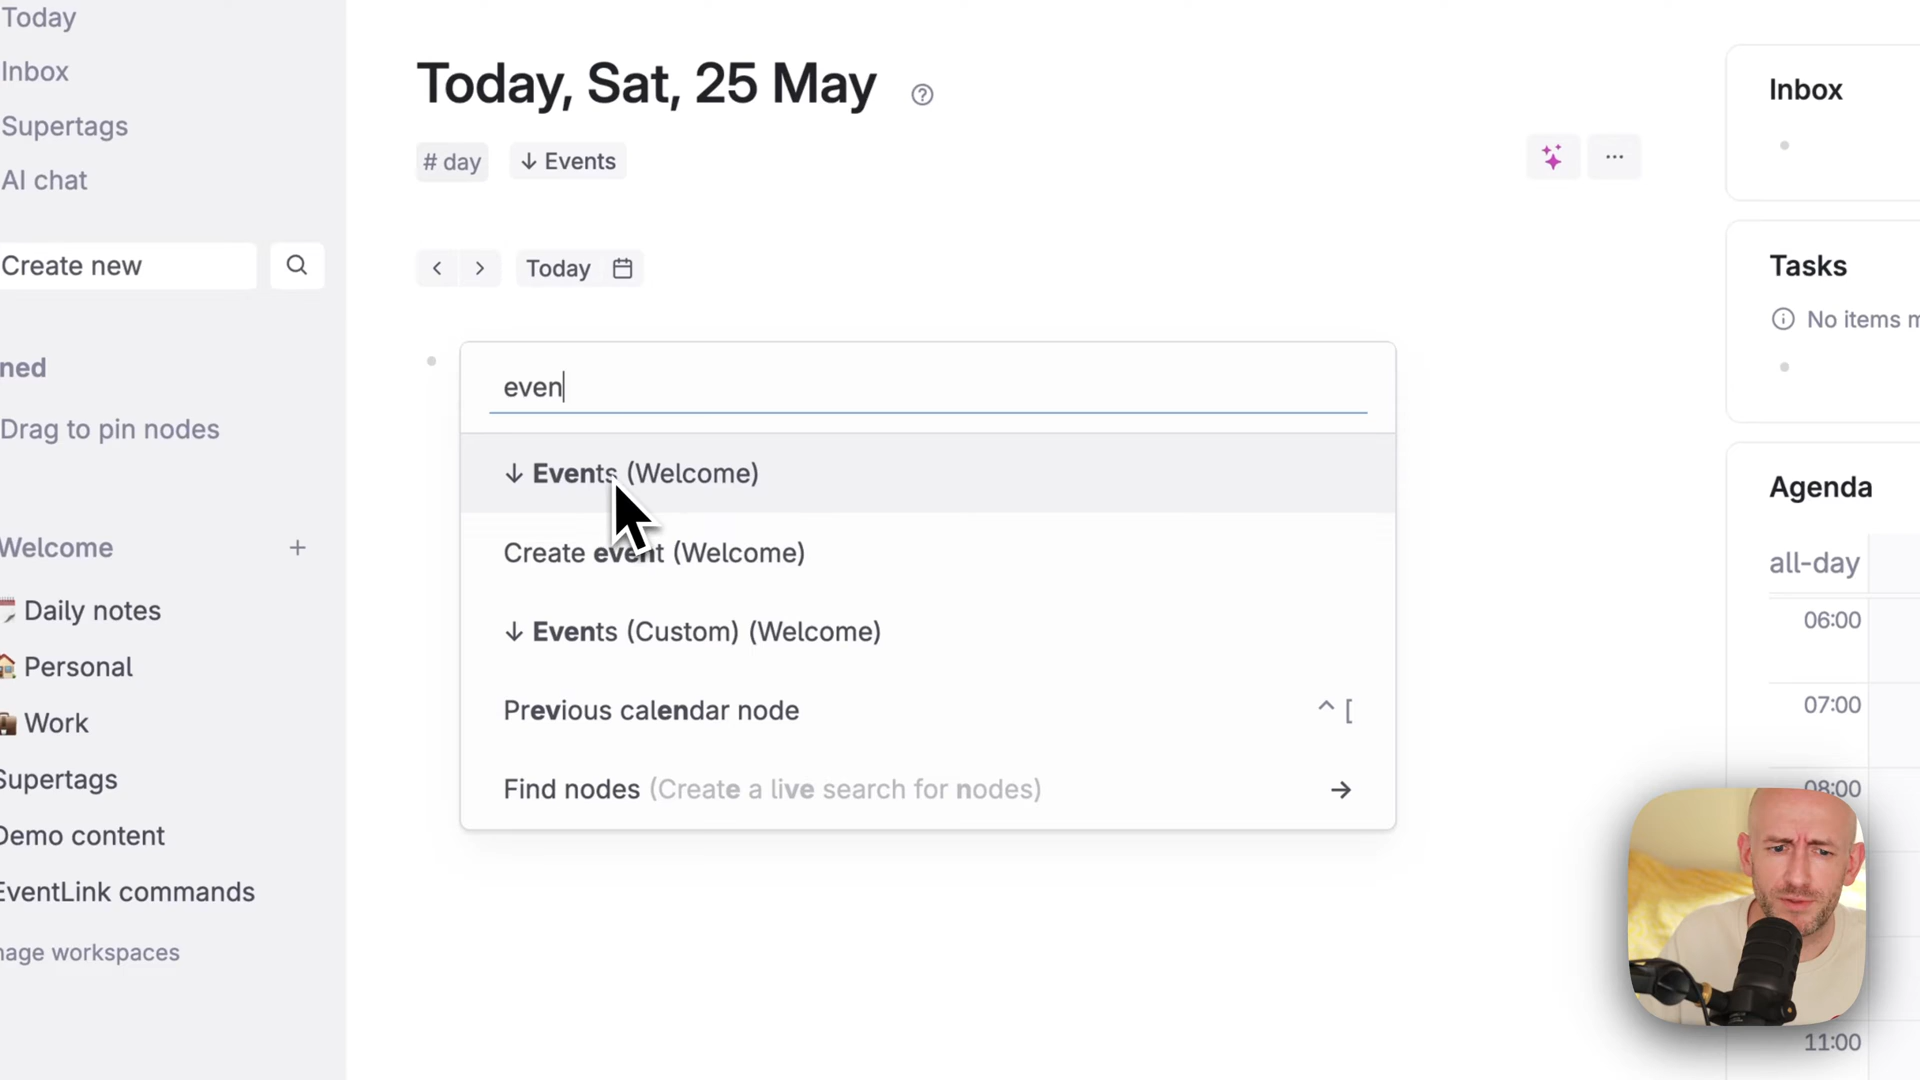 Today
Inbox
Supertags
AI chat
Create new
ned
Drag to pin nodes
Welcome
Daily notes
Personal
Work
Supertags
Demo content
EventLink commands
nage workspaces
Today, Sat, 25 May
# day
↓ Events
Today
even
↓ Events (Welcome)
Create event (Welcome)
↓ Events (Custom) (Welcome)
Previous calendar node ^ [
Find nodes (Create a live search for nodes) →
Inbox
Tasks
No items m
Agenda
all-day
06:00
07:00
08:00
11:00